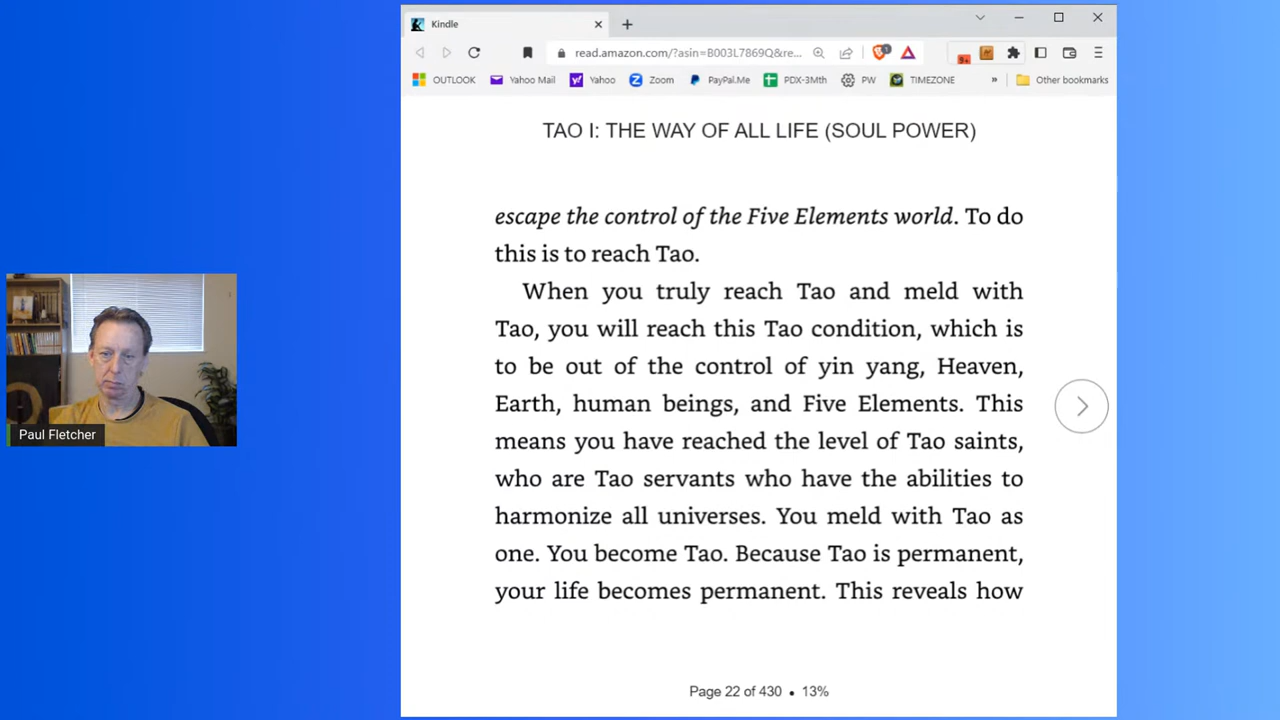 Kindle
read.amazon.com/?asin=B003L7869Q&re...
9+
OUTLOOK
Yahoo Mail
Yahoo
Zoom
PayPal.Me
PDX-3Mth
PW
TIMEZONE
»
Other bookmarks
TAO I: THE WAY OF ALL LIFE (SOUL POWER)
escape the control of the Five Elements world. To do
this is to reach Tao.
When you truly reach Tao and meld with
Tao, you will reach this Tao condition, which is
to be out of the control of yin yang, Heaven,
Earth, human beings, and Five Elements. This
means you have reached the level of Tao saints,
who are Tao servants who have the abilities to
harmonize all universes. You meld with Tao as
one. You become Tao. Because Tao is permanent,
your life becomes permanent. This reveals how
Page 22 of 430 • 13%
Paul Fletcher